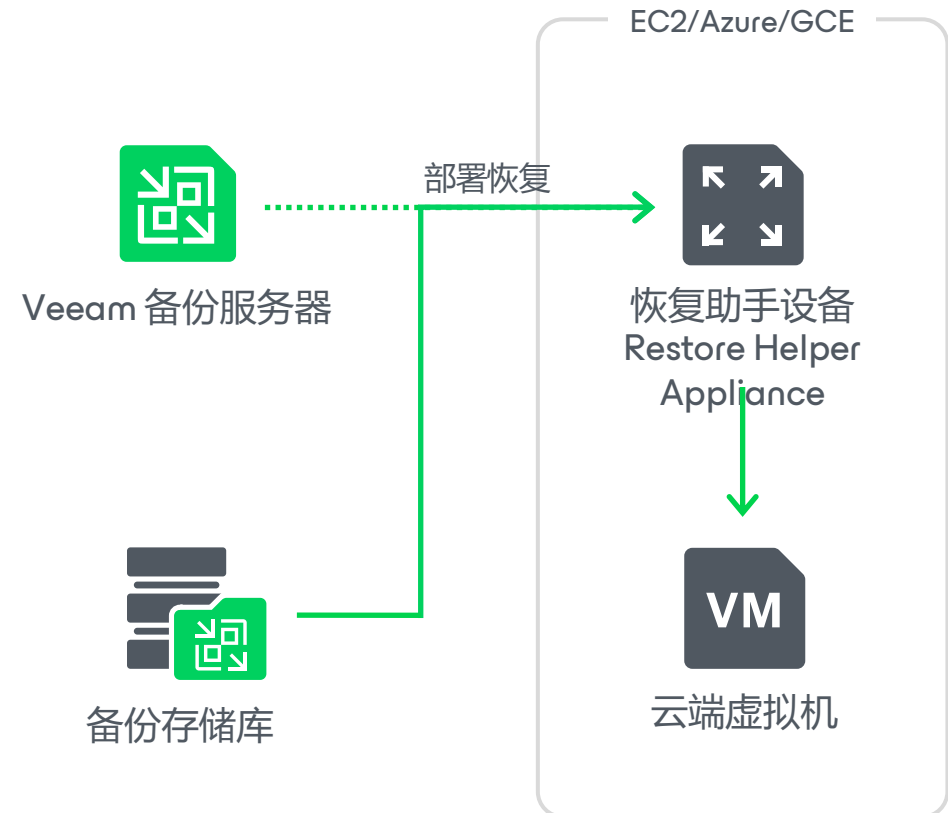 EC2/Azure/GCE
部署恢复
Veeam 备份服务器
恢复助手设备
Restore Helper
Appliance
VM
备份存储库
云端虚拟机